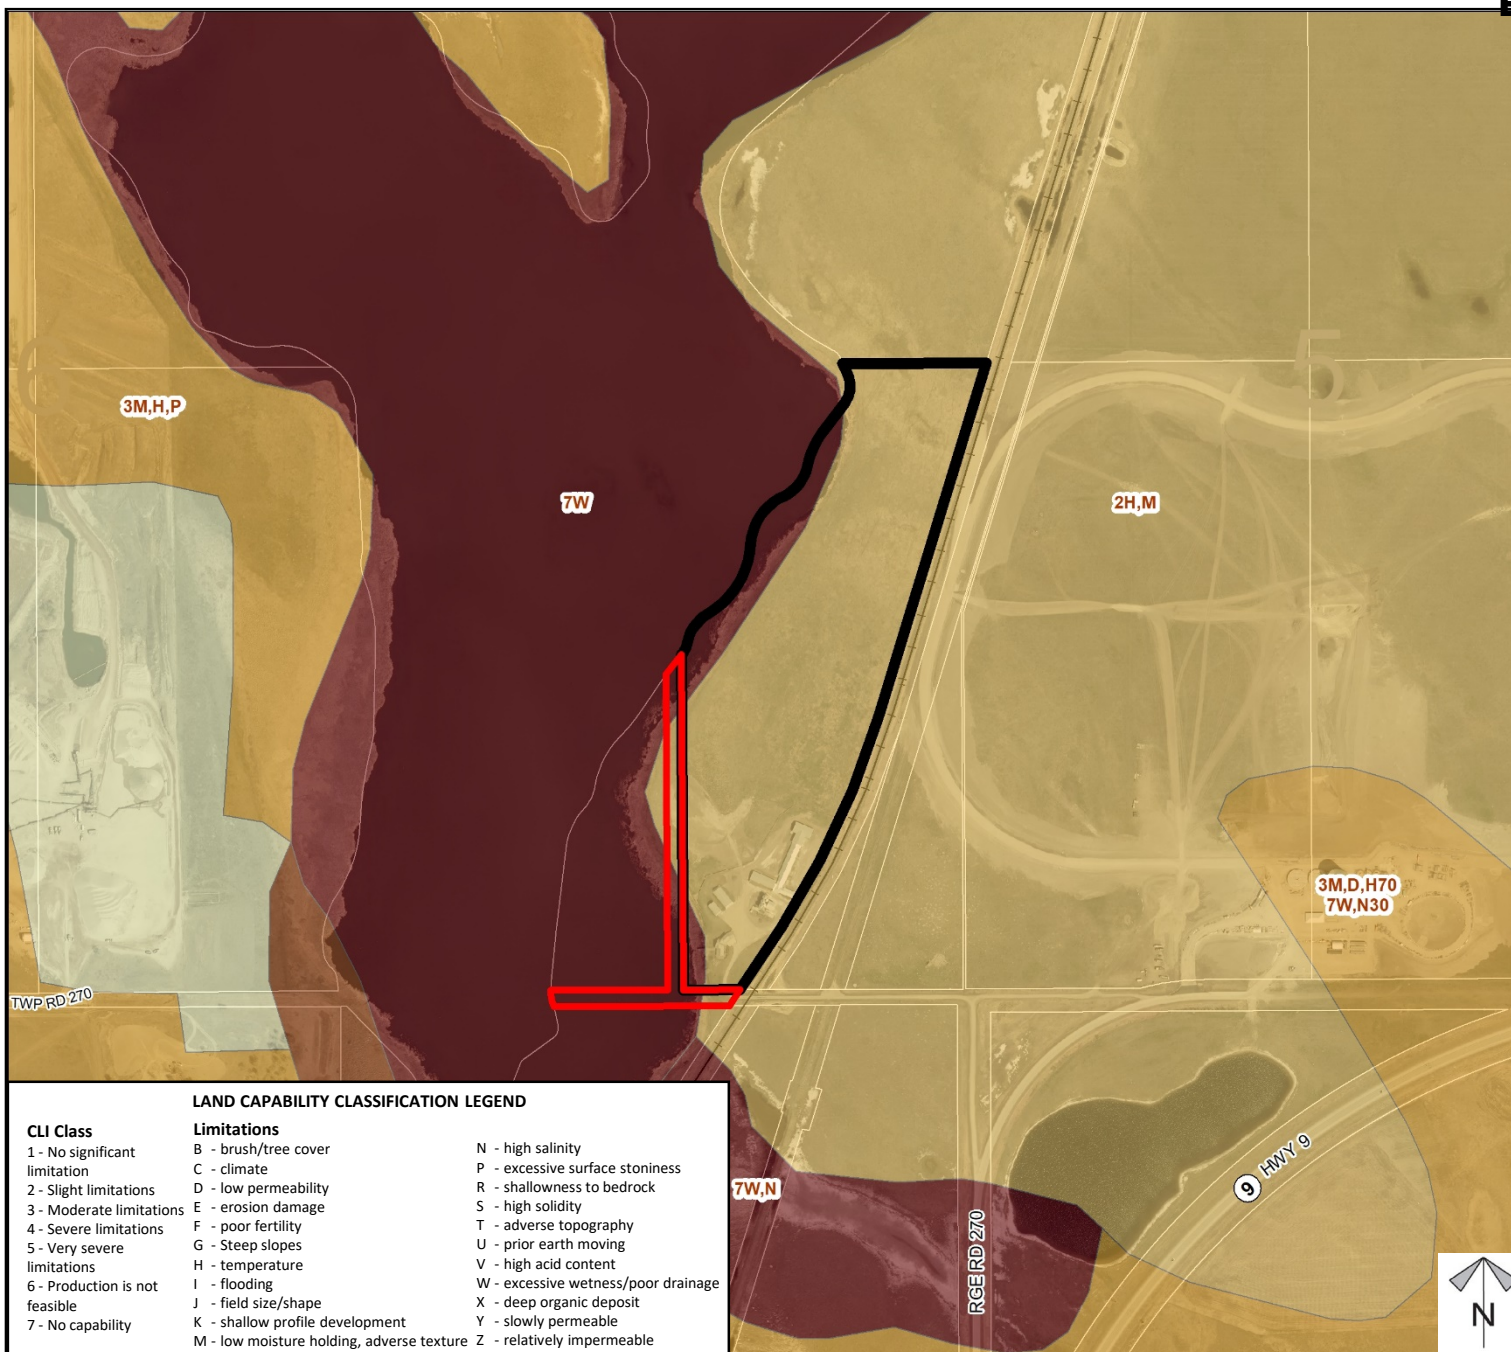 6
5
3M,H,P
7W
2H,M
3M,D,H70
7W,N30
TWP RD 270
7W,N
RGE RD 270
9
HWY 9
N
LAND CAPABILITY CLASSIFICATION LEGEND
CLI Class
1 - No significant
limitation
2 - Slight limitations
3 - Moderate limitations
4 - Severe limitations
5 - Very severe
limitations
6 - Production is not
feasible
7 - No capability
Limitations
B - brush/tree cover
C - climate
D - low permeability
E - erosion damage
F - poor fertility
G - Steep slopes
H - temperature
I - flooding
J - field size/shape
K - shallow profile development
M - low moisture holding, adverse texture
N - high salinity
P - excessive surface stoniness
R - shallowness to bedrock
S - high solidity
T - adverse topography
U - prior earth moving
V - high acid content
W - excessive wetness/poor drainage
X - deep organic deposit
Y - slowly permeable
Z - relatively impermeable